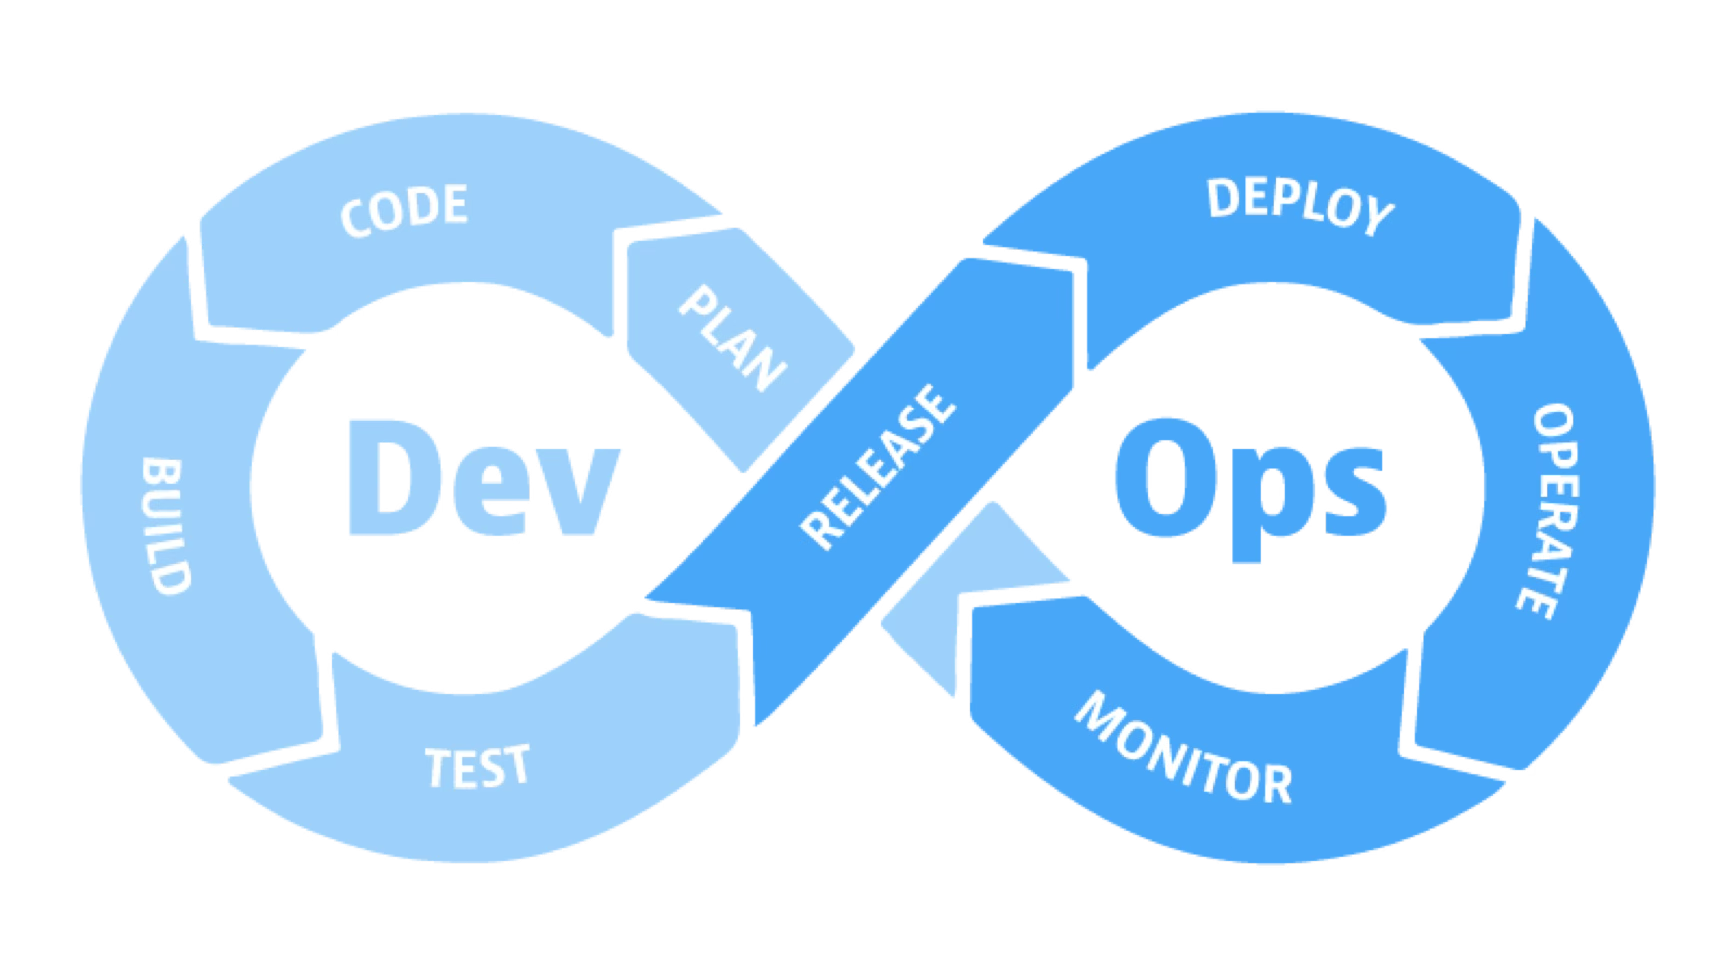 CODE
PLAN
BUILD
TEST
Dev
RELEASE
Ops
DEPLOY
OPERATE
MONITOR